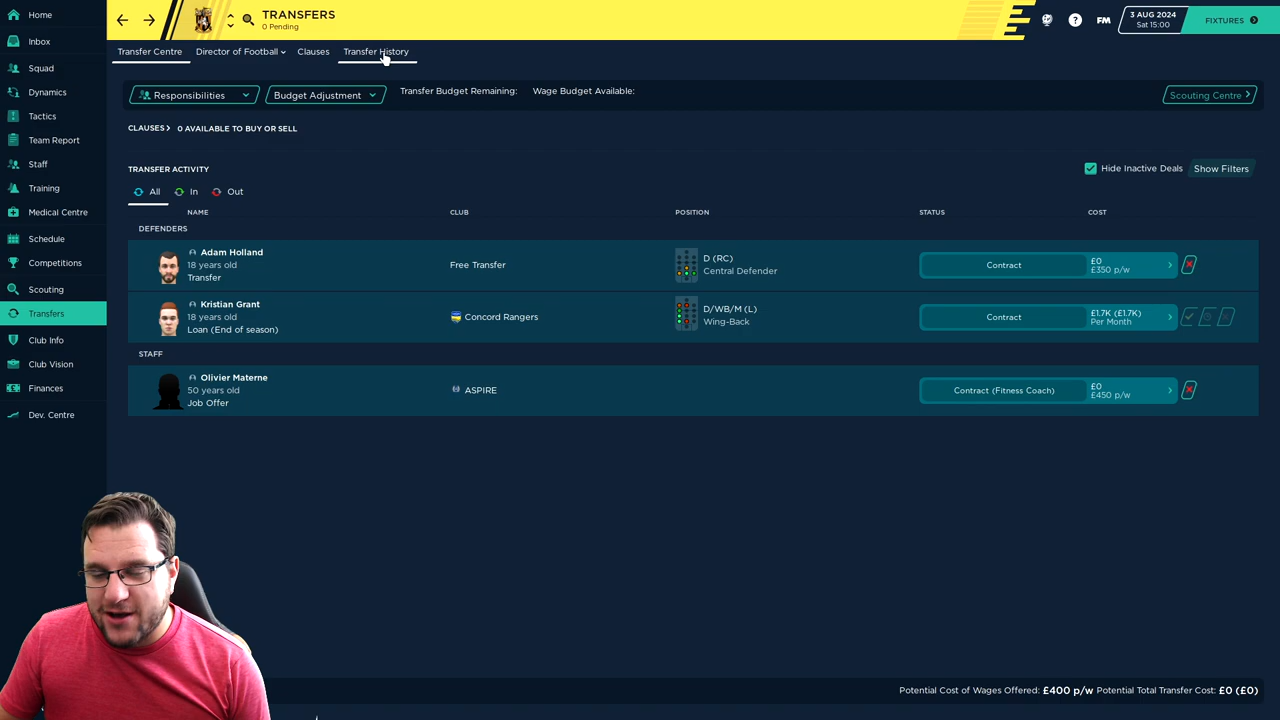 Home
Inbox
Squad
Dynamics
Tactics
Team Report
Staff
Training
Medical Centre
Schedule
Competitions
Scouting
Transfers
Club Info
Club Vision
Finances
Dev. Centre
TRANSFERS
0 Pending
?
FM
3 AUG 2024
Sat 15:00
FIXTURES
Transfer Centre
Director of Football
Clauses
Transfer History
Responsibilities
Budget Adjustment
Transfer Budget Remaining:
Wage Budget Available:
Scouting Centre
CLAUSES
0 AVAILABLE TO BUY OR SELL
TRANSFER ACTIVITY
Hide Inactive Deals
Show Filters
All
In
Out
NAME
CLUB
POSITION
STATUS
COST
DEFENDERS
Adam Holland
18 years old
Transfer
Free Transfer
D (RC)
Central Defender
Contract
£0
£350 p/w
Kristian Grant
18 years old
Loan (End of season)
Concord Rangers
D/WB/M (L)
Wing-Back
Contract
£1.7K (£1.7K)
Per Month
STAFF
Olivier Materne
50 years old
Job Offer
ASPIRE
Contract (Fitness Coach)
£0
£450 p/w
Potential Cost of Wages Offered: £400 p/w Potential Total Transfer Cost: £0 (£0)